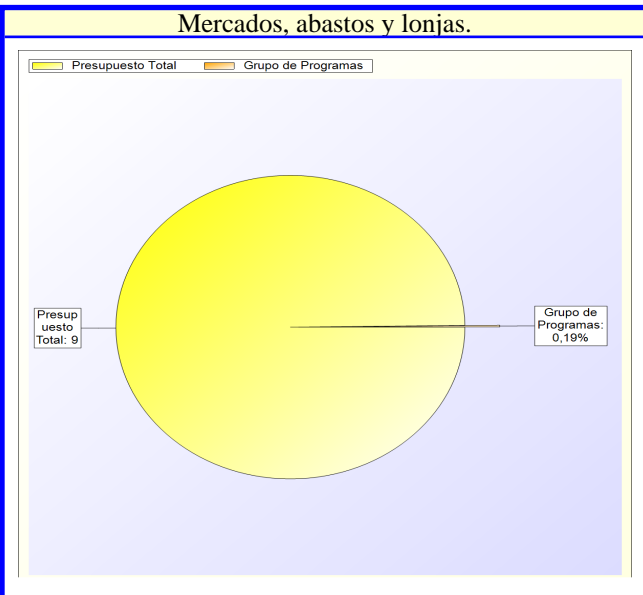 Mercados, abastos y lonjas.
Presupuesto Total Grupo de Programas
Presup
uesto
Total: 9
Grupo de
Programas:
0,19%